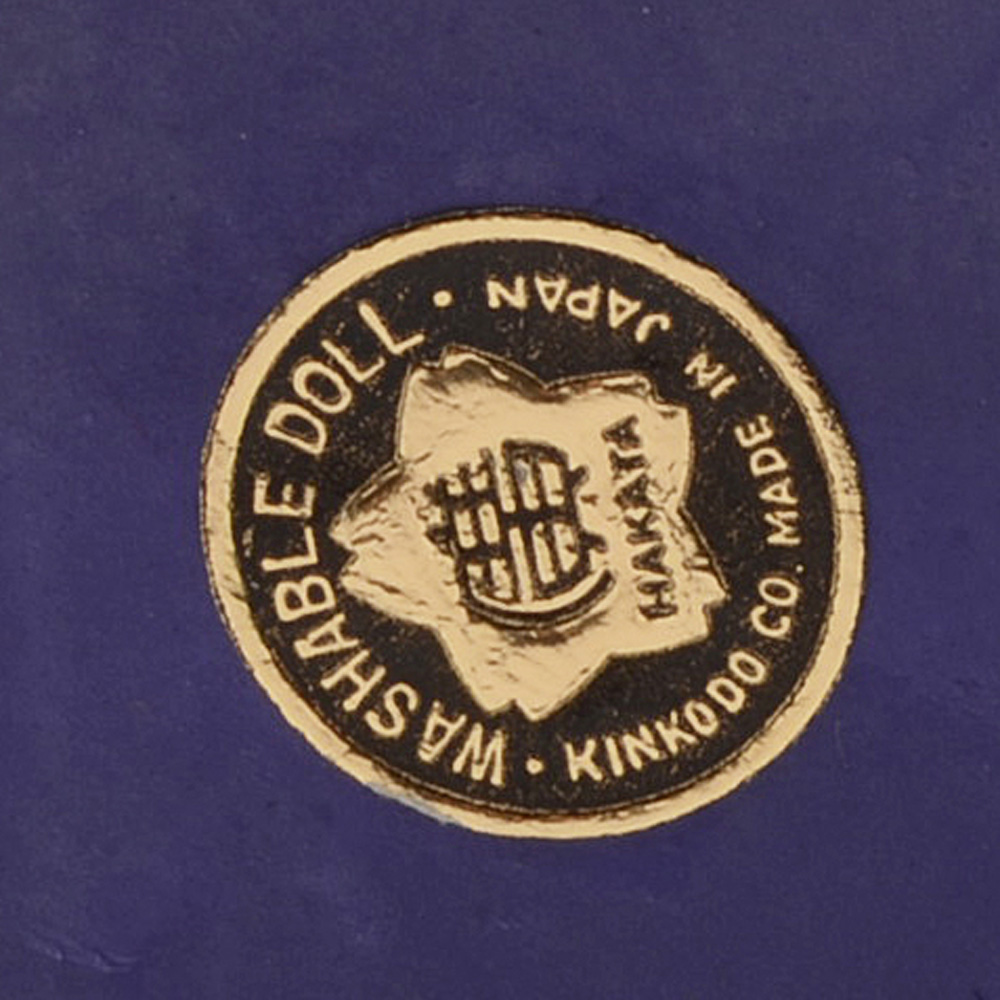 WASHABLE DOLL
KINKODO CO. MADE IN JAPAN
HAKATA